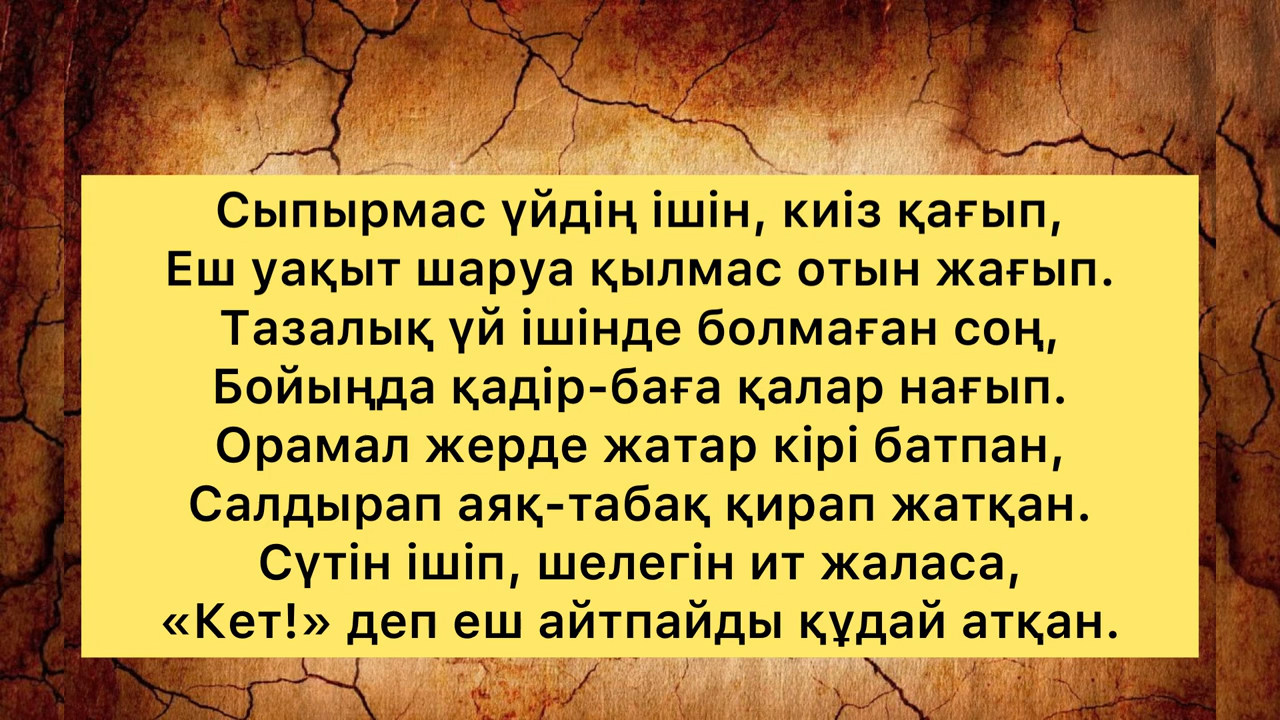 Сыпырмас үйдің ішін, киіз қағып,
Еш уақыт шаруа қылмас отын жағып.
Тазалық үй ішінде болмаған соң,
Бойыңда қадір-баға қалар нағып.
Орамал жерде жатар кірі батпан,
Салдырап аяқ-табақ қирап жатқан.
Сүтін ішіп, шелегін ит жаласа,
«Кет!» деп еш айтпайды құдай атқан.